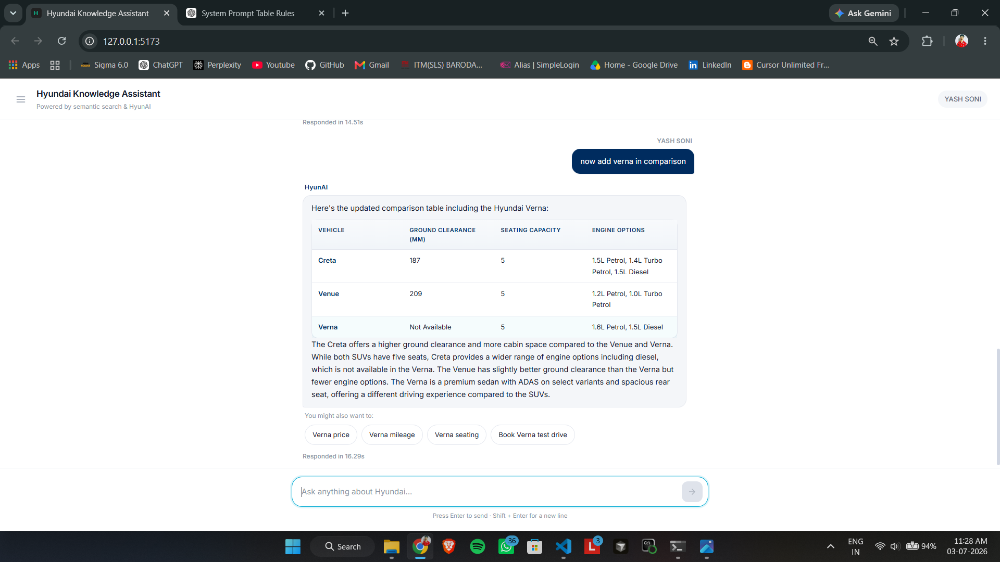 Hyundai Knowledge Assistant
System Prompt Table Rules
Ask Gemini
127.0.0.1:5173
Apps
Sigma 6.0
ChatGPT
Perplexity
Youtube
GitHub
Gmail
ITM(SLS) BARODA...
Alias | SimpleLogin
Home - Google Drive
LinkedIn
Cursor Unlimited Fr...
Hyundai Knowledge Assistant
Powered by semantic search & HyunAI
YASH SONI
Responded in 14.51s
YASH SONI
now add verna in comparison
HyunAI
Here's the updated comparison table including the Hyundai Verna:
VEHICLE GROUND CLEARANCE (MM) SEATING CAPACITY ENGINE OPTIONS
Creta 187 5 1.5L Petrol, 1.4L Turbo Petrol, 1.5L Diesel
Venue 209 5 1.2L Petrol, 1.0L Turbo Petrol
Verna Not Available 5 1.6L Petrol, 1.5L Diesel
The Creta offers a higher ground clearance and more cabin space compared to the Venue and Verna.
While both SUVs have five seats, Creta provides a wider range of engine options including diesel,
which is not available in the Verna. The Venue has slightly better ground clearance than the Verna but
fewer engine options. The Verna is a premium sedan with ADAS on select variants and spacious rear
seat, offering a different driving experience compared to the SUVs.
You might also want to:
Verna price
Verna mileage
Verna seating
Book Verna test drive
Responded in 16.29s
Ask anything about Hyundai...
Press Enter to send · Shift + Enter for a new line
Search
36
3
ENG
IN
94%
11:28 AM
03-07-2026